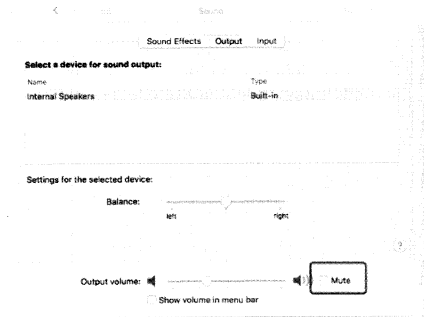 Sound
Sound Effects Output Input
Select a device for sound output:
Name Type
Internal Speakers Built-in
Settings for the selected device:
Balance:
left right
?
Output volume: Mute
Show volume in menu bar